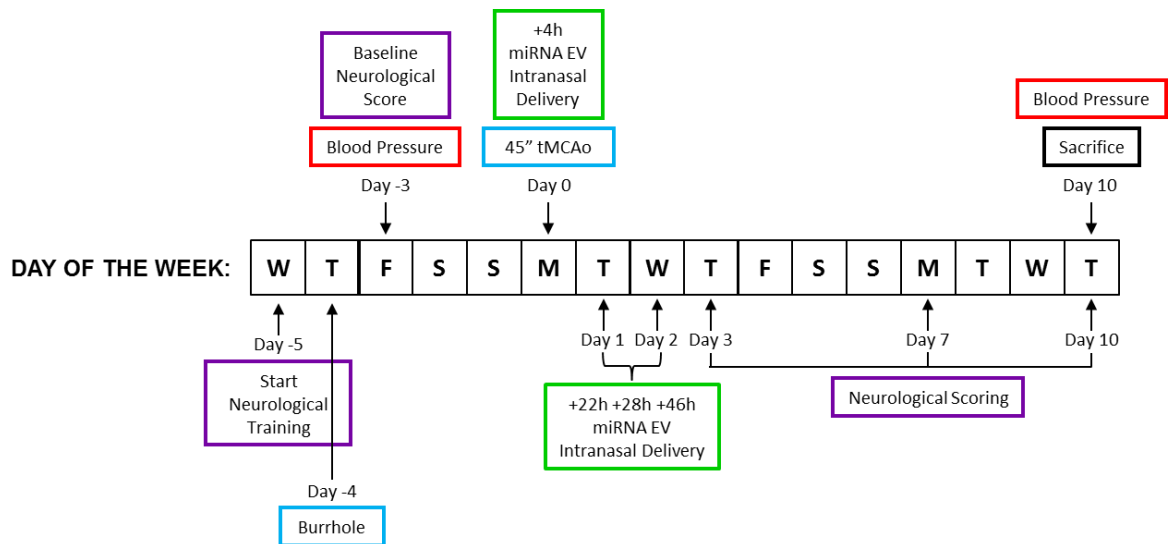 Baseline
Neurological
Score
+4h
miRNA EV
Intranasal
Delivery
Blood Pressure
Blood Pressure
45” tMCAo
Sacrifice
Day -3
Day 0
Day 10
DAY OF THE WEEK: W T F S S M T W T F S S M T W T
Day -5
Day 1
Day 2
Day 3
Day 7
Day 10
Start
Neurological
Training
+22h +28h +46h
miRNA EV
Intranasal Delivery
Neurological Scoring
Day -4
Burrhole